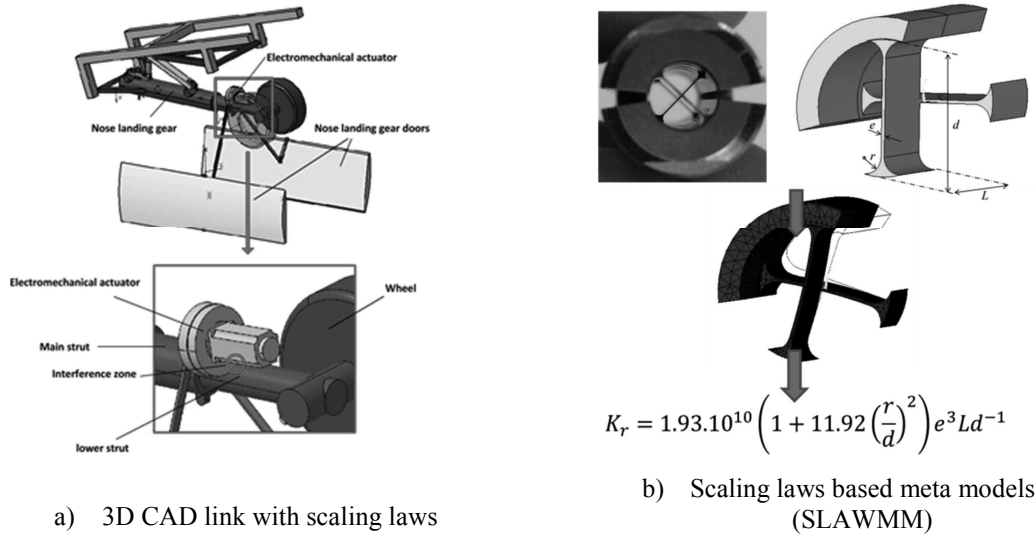 Electromechanical actuator
Nose landing gear
Nose landing gear doors
Electromechanical actuator
Wheel
Main strut
Interference zone
lower strut
a) 3D CAD link with scaling laws
e
d
r
L
K_r = 1.93.10^{10} (1 + 11.92 (r/d)^2) e^3 L d^{-1}
b) Scaling laws based meta models
(SLAWMM)